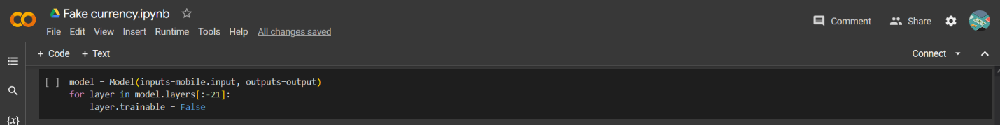 Fake currency.ipynb
File Edit View Insert Runtime Tools Help All changes saved
Comment Share
+ Code + Text
Connect
[ ] model = Model(inputs=mobile.input, outputs=output)
for layer in model.layers[:-21]:
    layer.trainable = False
{x}